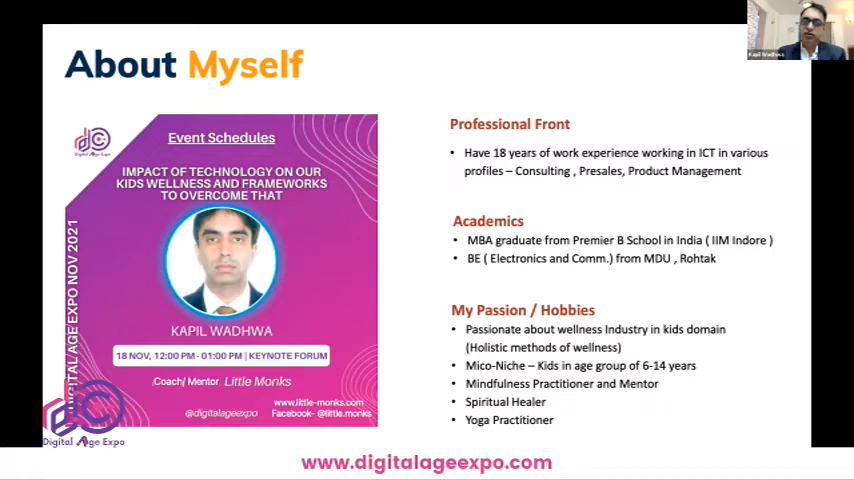 About Myself
Kapil Wadhwa
Digital Age Expo
Event Schedules
IMPACT OF TECHNOLOGY ON OUR
KIDS WELLNESS AND FRAMEWORKS
TO OVERCOME THAT
DIGITAL AGE EXPO NOV 2021
KAPIL WADHWA
18 NOV, 12:00 PM - 01:00 PM | KEYNOTE FORUM
/Coach/ Mentor, Little Monks
www.little-monks.com
@digitalageexpo
Facebook- @little.monks
Digital Age Expo
Professional Front
• Have 18 years of work experience working in ICT in various
profiles – Consulting , Presales, Product Management
Academics
• MBA graduate from Premier B School in India ( IIM Indore )
• BE ( Electronics and Comm.) from MDU , Rohtak
My Passion / Hobbies
• Passionate about wellness Industry in kids domain
(Holistic methods of wellness)
• Mico-Niche – Kids in age group of 6-14 years
• Mindfulness Practitioner and Mentor
• Spiritual Healer
• Yoga Practitioner
www.digitalageexpo.com